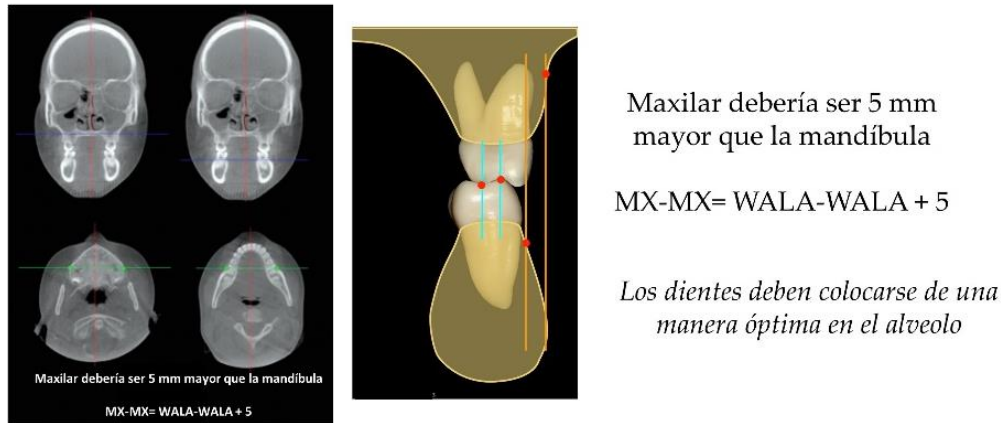 Maxilar debería ser 5 mm mayor que la mandíbula
MX-MX= WALA-WALA + 5
Maxilar debería ser 5 mm
mayor que la mandíbula
MX-MX= WALA-WALA + 5
Los dientes deben colocarse de una
manera óptima en el alveolo